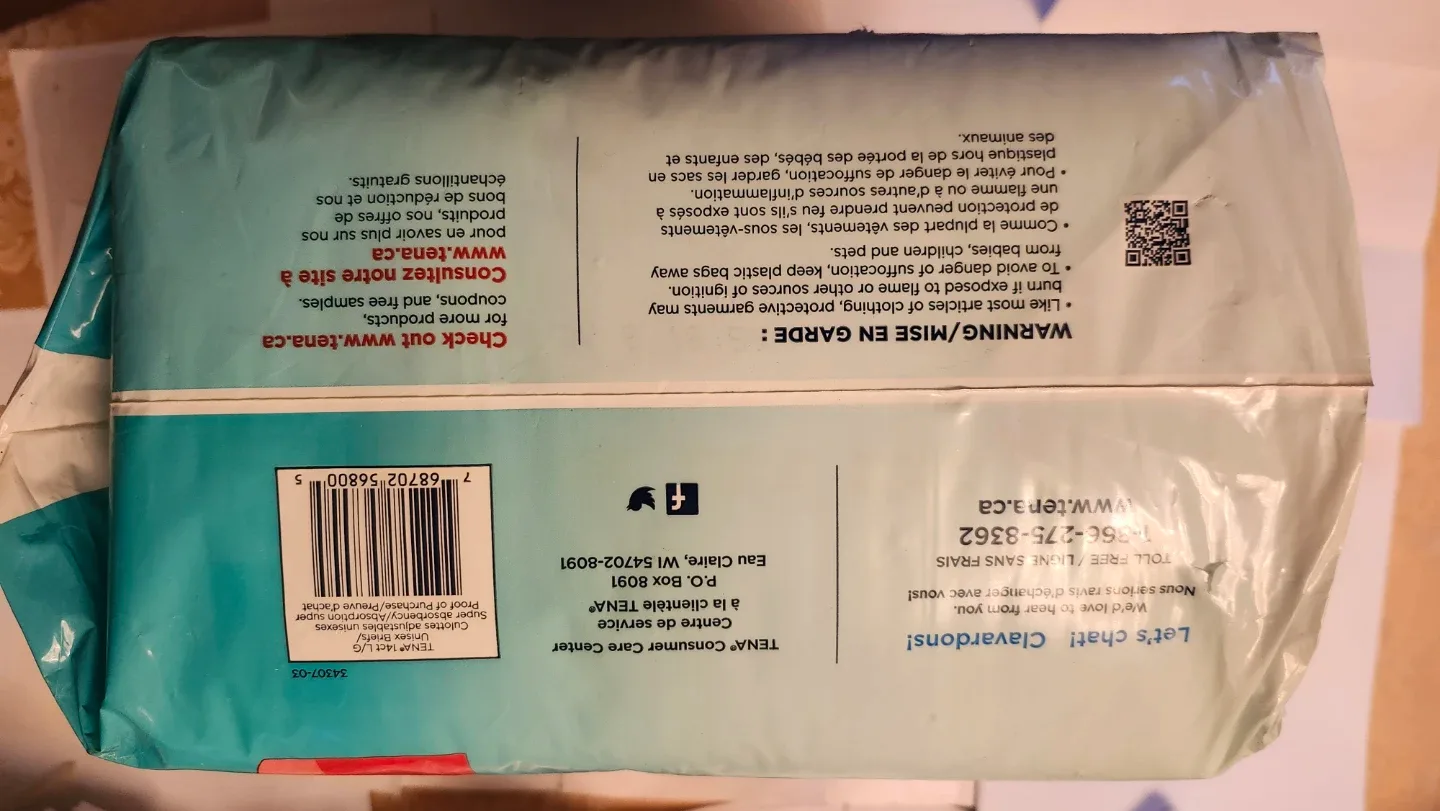 Let's chat! Clavardons!
We'd love to hear from you.
Nous serions ravis d'échanger avec vous!
TOLL FREE / LIGNE SANS FRAIS
1-866-275-8362
www.tena.ca
TENA® Consumer Care Center
Centre de service
à la clientèle TENA®
P.O. Box 8091
Eau Claire, WI 54702-8091
f
34307-03
TENA® 14ct L/G
Unisex Briefs/
Culottes adjustables unisexes
Super absorbency/Absorption super
Proof of Purchase/Preuve d'achat
7 68702 56800 5
WARNING/MISE EN GARDE :
• Like most articles of clothing, protective garments may
burn if exposed to flame or other sources of ignition.
• To avoid danger of suffocation, keep plastic bags away
from babies, children and pets.
• Comme la plupart des vêtements, les sous-vêtements
de protection peuvent prendre feu s'ils sont exposés à
une flamme ou à d'autres sources d'inflammation.
• Pour éviter le danger de suffocation, garder les sacs en
plastique hors de la portée des bébés, des enfants et
des animaux.
Check out www.tena.ca
for more products,
coupons, and free samples.
Consultez notre site à
www.tena.ca
pour en savoir plus sur nos
produits, nos offres de
bons de réduction et nos
échantillons gratuits.